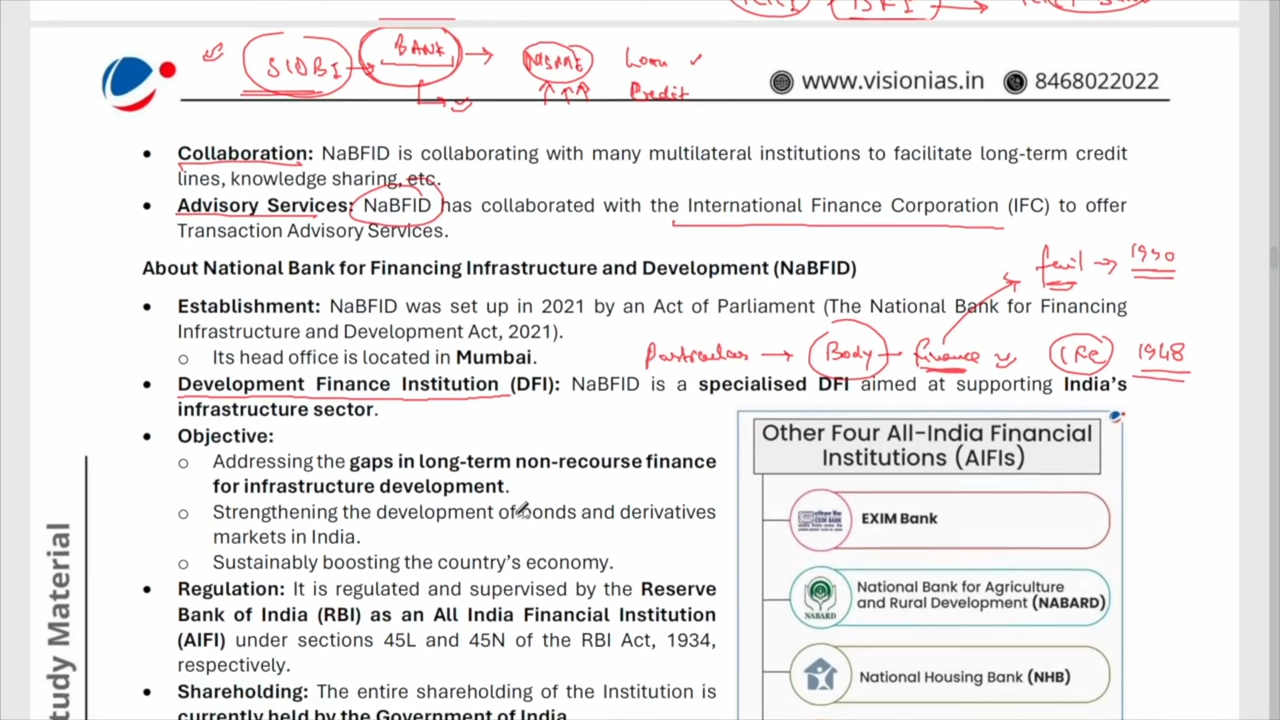 SIDBI → BANK → MSME Loan ✓
Credit
www.visionias.in 8468022022
• Collaboration: NaBFID is collaborating with many multilateral institutions to facilitate long-term credit
lines, knowledge sharing, etc.
• Advisory Services: NaBFID has collaborated with the International Finance Corporation (IFC) to offer
Transaction Advisory Services.
About National Bank for Financing Infrastructure and Development (NaBFID)
fail → 1990
• Establishment: NaBFID was set up in 2021 by an Act of Parliament (The National Bank for Financing
Infrastructure and Development Act, 2021).
o Its head office is located in Mumbai.
Particular → Body → finance 1948
• Development Finance Institution (DFI): NaBFID is a specialised DFI aimed at supporting India's
infrastructure sector.
• Objective:
o Addressing the gaps in long-term non-recourse finance
for infrastructure development.
o Strengthening the development of bonds and derivatives
markets in India.
o Sustainably boosting the country's economy.
• Regulation: It is regulated and supervised by the Reserve
Bank of India (RBI) as an All India Financial Institution
(AIFI) under sections 45L and 45N of the RBI Act, 1934,
respectively.
• Shareholding: The entire shareholding of the Institution is
currently held by the Government of India.
Other Four All-India Financial
Institutions (AIFIs)
EXIM Bank
National Bank for Agriculture
and Rural Development (NABARD)
NABARD
National Housing Bank (NHB)
tudy Material